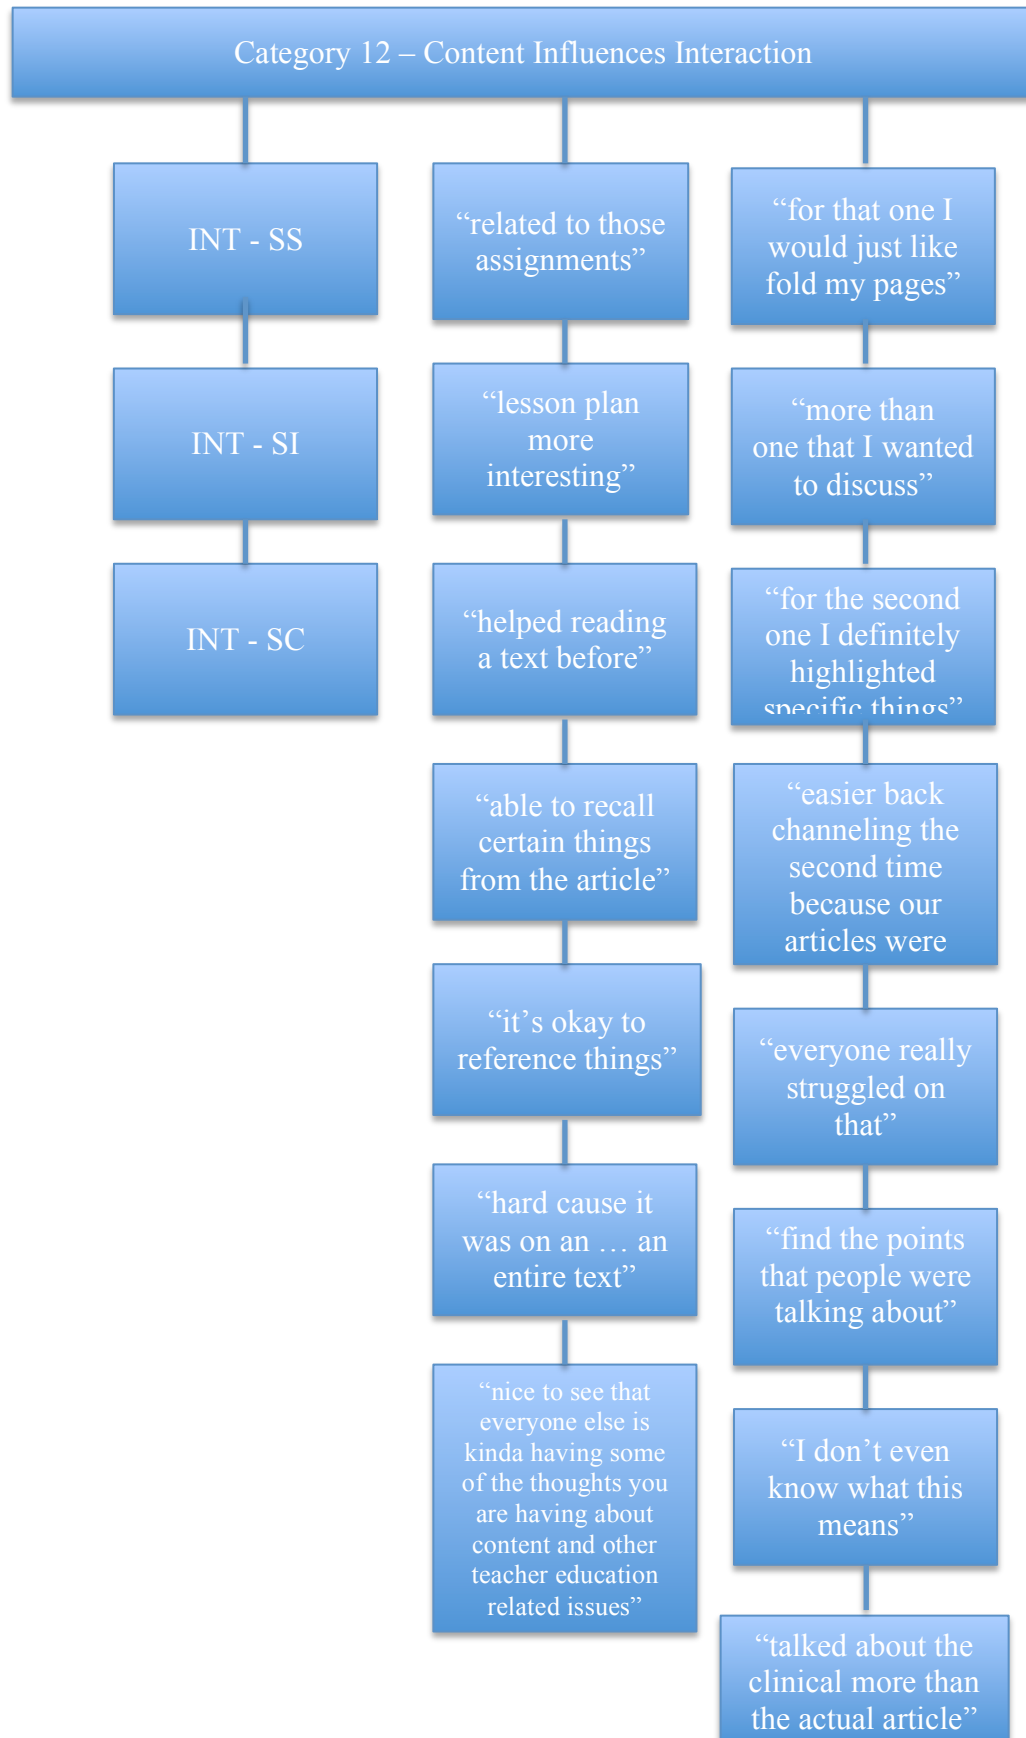 Category 12 – Content Influences Interaction
INT - SS
INT - SI
INT - SC
“related to those
assignments”
“lesson plan
more
interesting”
“helped reading
a text before”
“able to recall
certain things
from the article”
“it’s okay to
reference things”
“hard cause it
was on an … an
entire text”
“nice to see that
everyone else is
kinda having some
of the thoughts you
are having about
content and other
teacher education
related issues”
“for that one I
would just like
fold my pages”
“more than
one that I wanted
to discuss”
“for the second
one I definitely
highlighted
specific things”
“easier back
channeling the
second time
because our
articles were
“everyone really
struggled on
that”
“find the points
that people were
talking about”
“I don’t even
know what this
means”
“talked about the
clinical more than
the actual article”